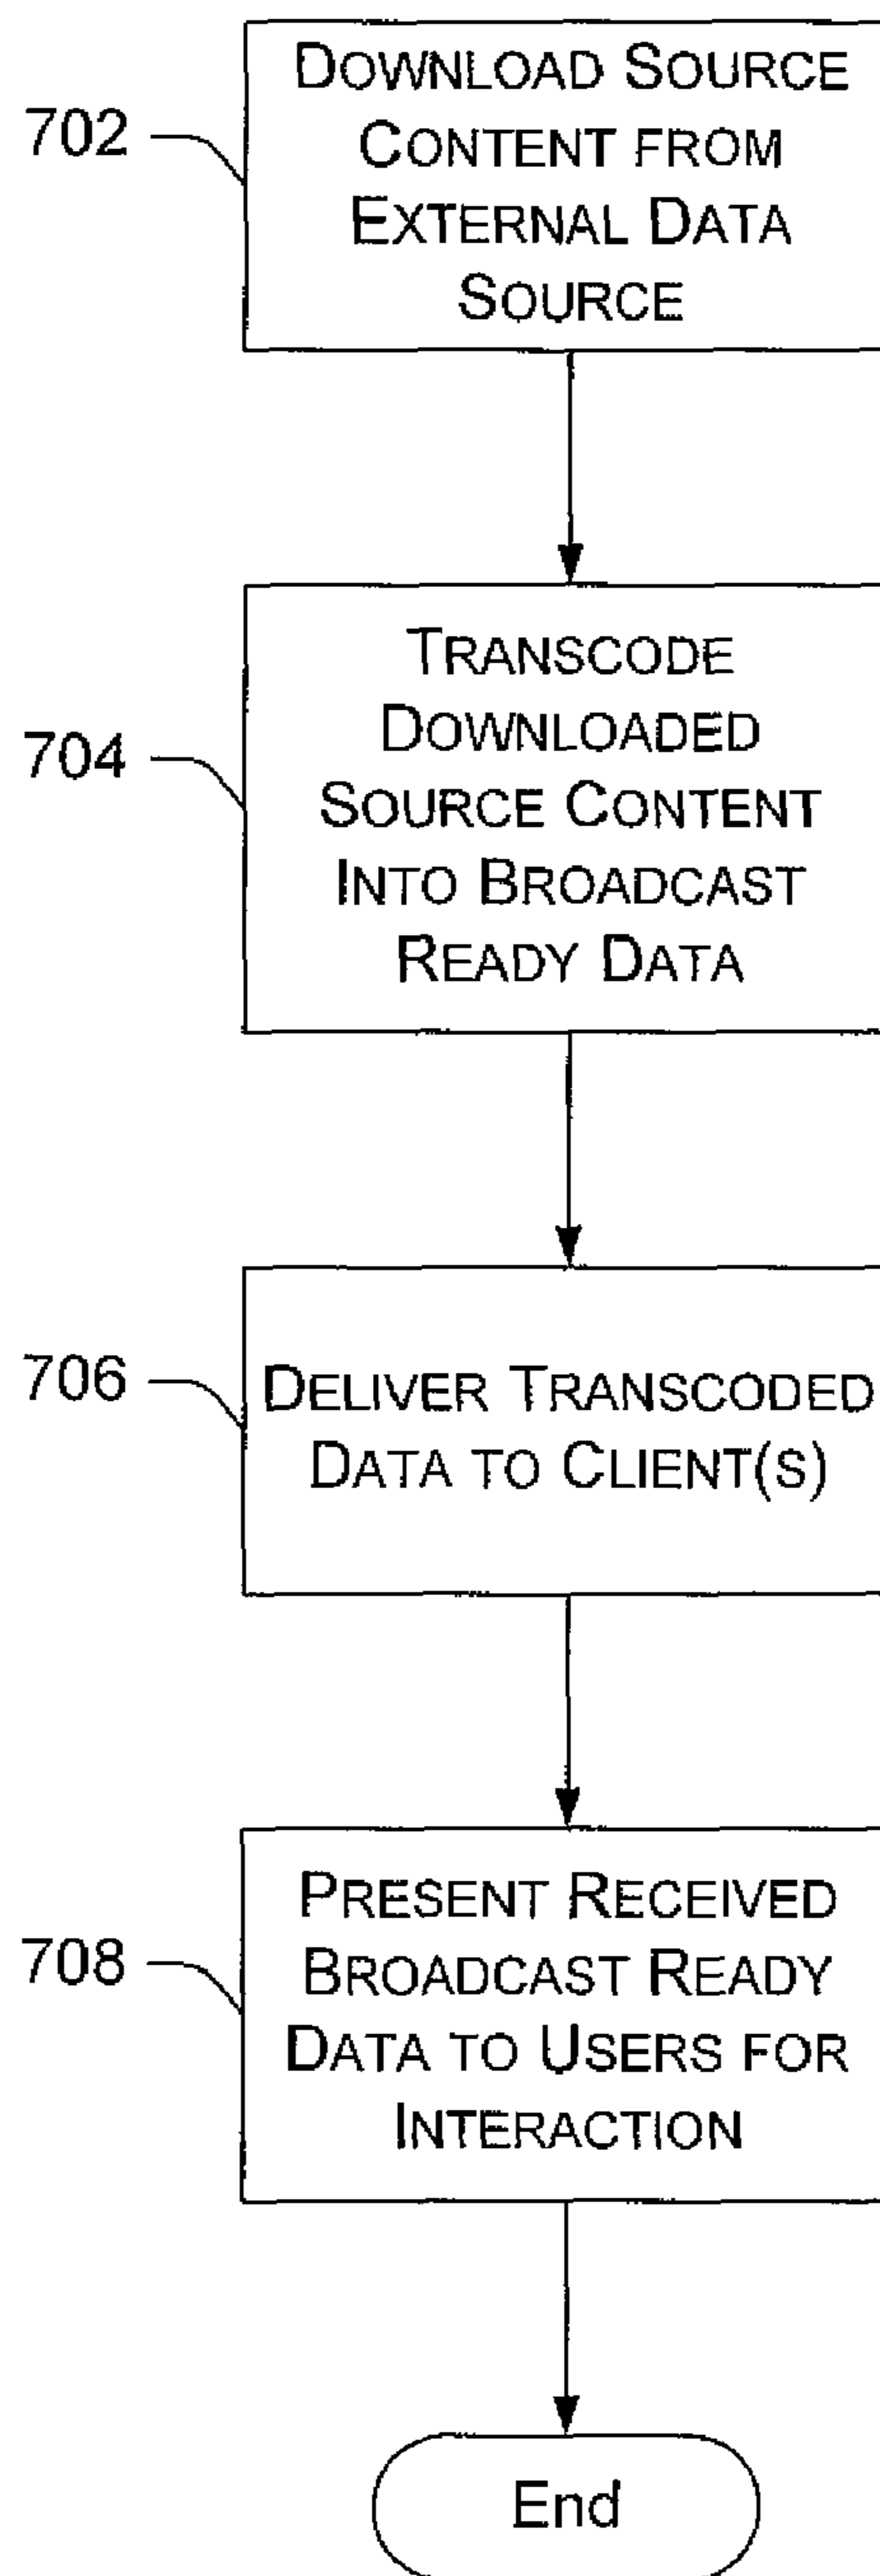 702
DOWNLOAD SOURCE
CONTENT FROM
EXTERNAL DATA
SOURCE
704
TRANSCODE
DOWNLOADED
SOURCE CONTENT
INTO BROADCAST
READY DATA
706
DELIVER TRANSCODED
DATA TO CLIENT(S)
708
PRESENT RECEIVED
BROADCAST READY
DATA TO USERS FOR
INTERACTION
End